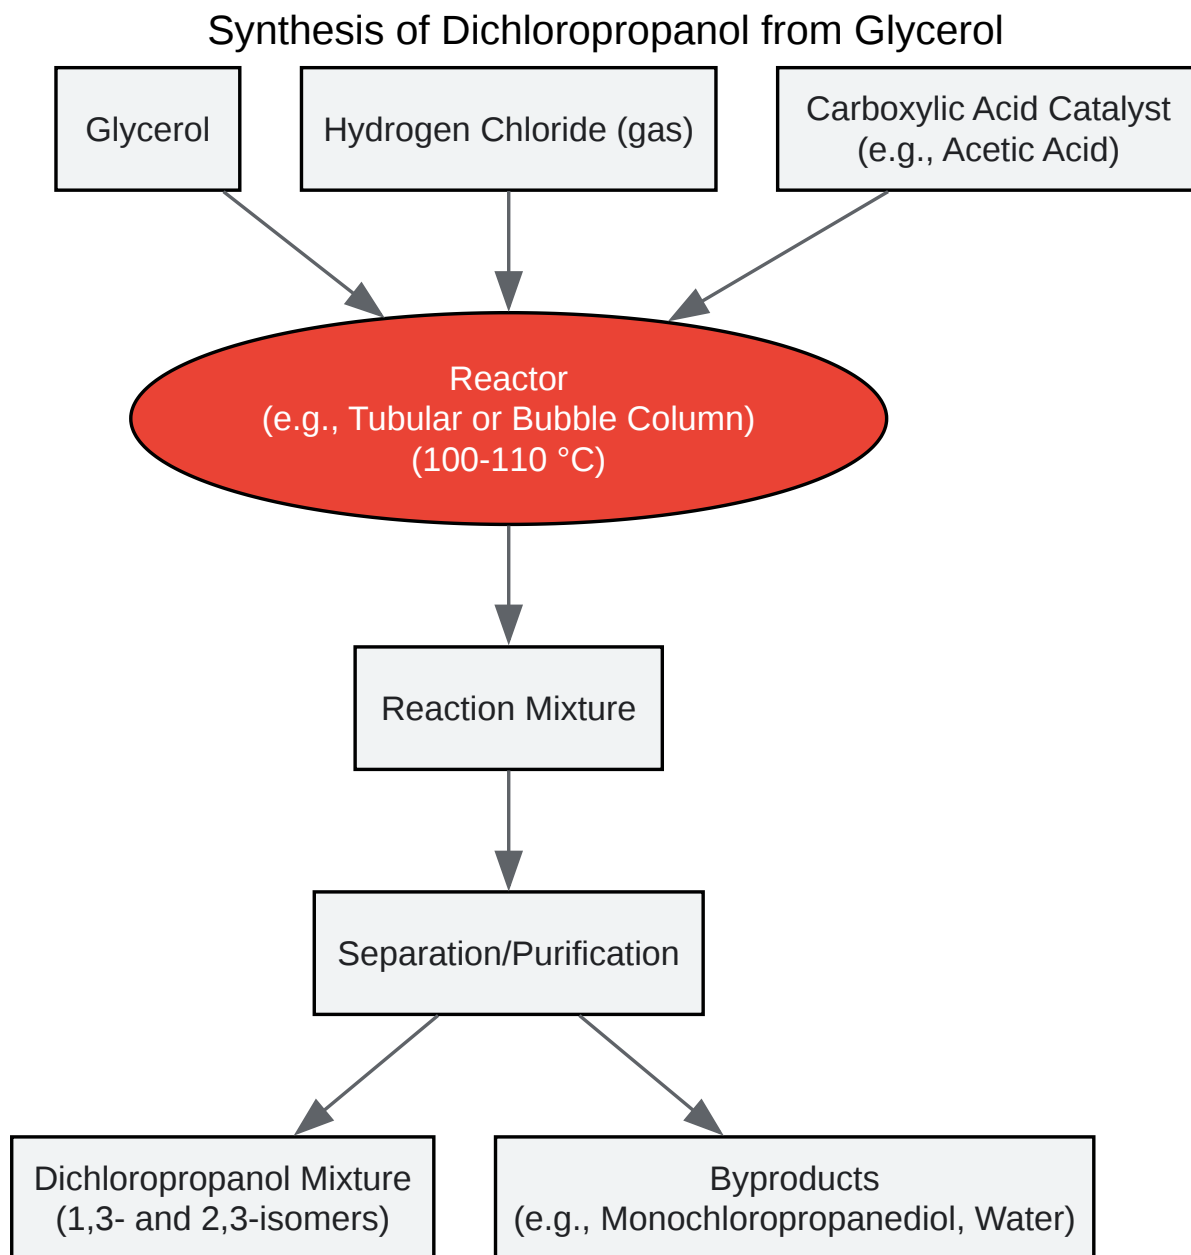 Synthesis of Dichloropropanol from Glycerol
Glycerol
Hydrogen Chloride (gas)
Carboxylic Acid Catalyst
(e.g., Acetic Acid)
Reactor
(e.g., Tubular or Bubble Column)
(100-110 °C)
Reaction Mixture
Separation/Purification
Dichloropropanol Mixture
(1,3- and 2,3-isomers)
Byproducts
(e.g., Monochloropropanediol, Water)